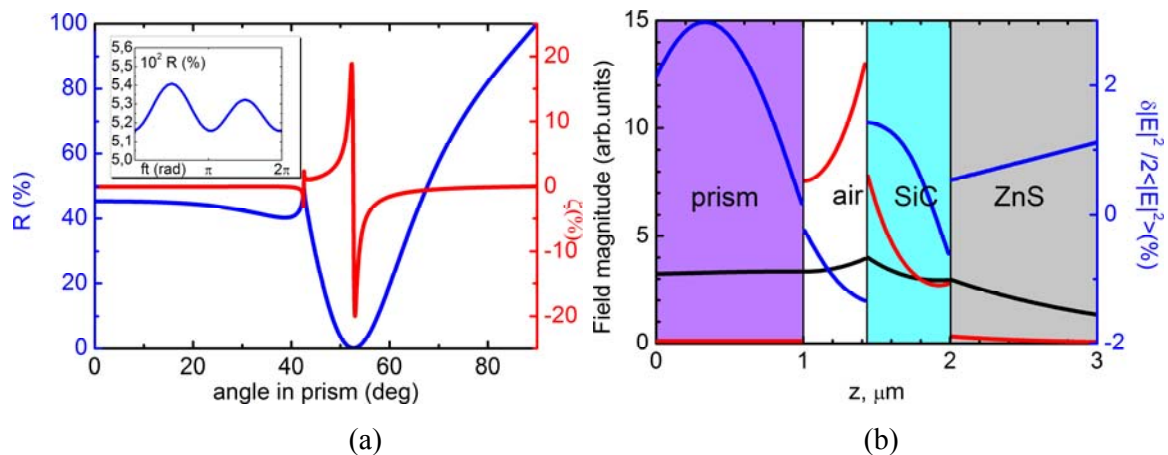 100
80
60
40
20
0
R (%)
5,6
5,5
5,4
5,3
5,2
5,1
5,0
10² R (%)
ft (rad)
π
2π
20
10
0
-10
-20
ζ(%)
0
20
40
60
80
angle in prism (deg)
(a)
15
10
5
0
Field magnitude (arb.units)
prism
air
SiC
ZnS
2
0
-2
δ|E|² /2<|E|²>(%)
0
1
2
3
z, μm
(b)